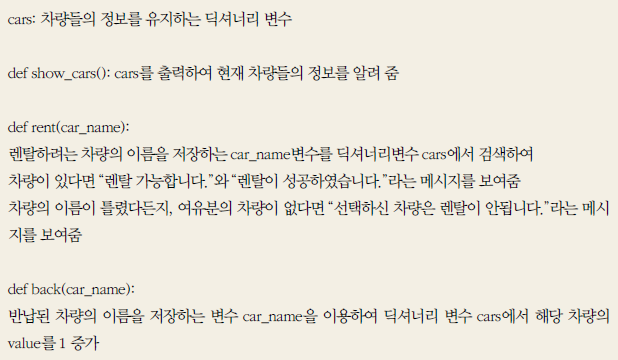 cars: 차량들의 정보를 유지하는 딕셔너리 변수
def show_cars(): cars를 출력하여 현재 차량들의 정보를 알려 줌
def rent(car_name):
렌탈하려는 차량의 이름을 저장하는 car_name변수를 딕셔너리변수 cars에서 검색하여
차량이 있다면 “렌탈 가능합니다.”와 “렌탈이 성공하였습니다.”라는 메시지를 보여줌
차량의 이름이 틀렸다든지, 여유분의 차량이 없다면 “선택하신 차량은 렌탈이 안됩니다.”라는 메시
지를 보여줌
def back(car_name):
반납된 차량의 이름을 저장하는 변수 car_name을 이용하여 딕셔너리 변수 cars에서 해당 차량의
value를 1 증가